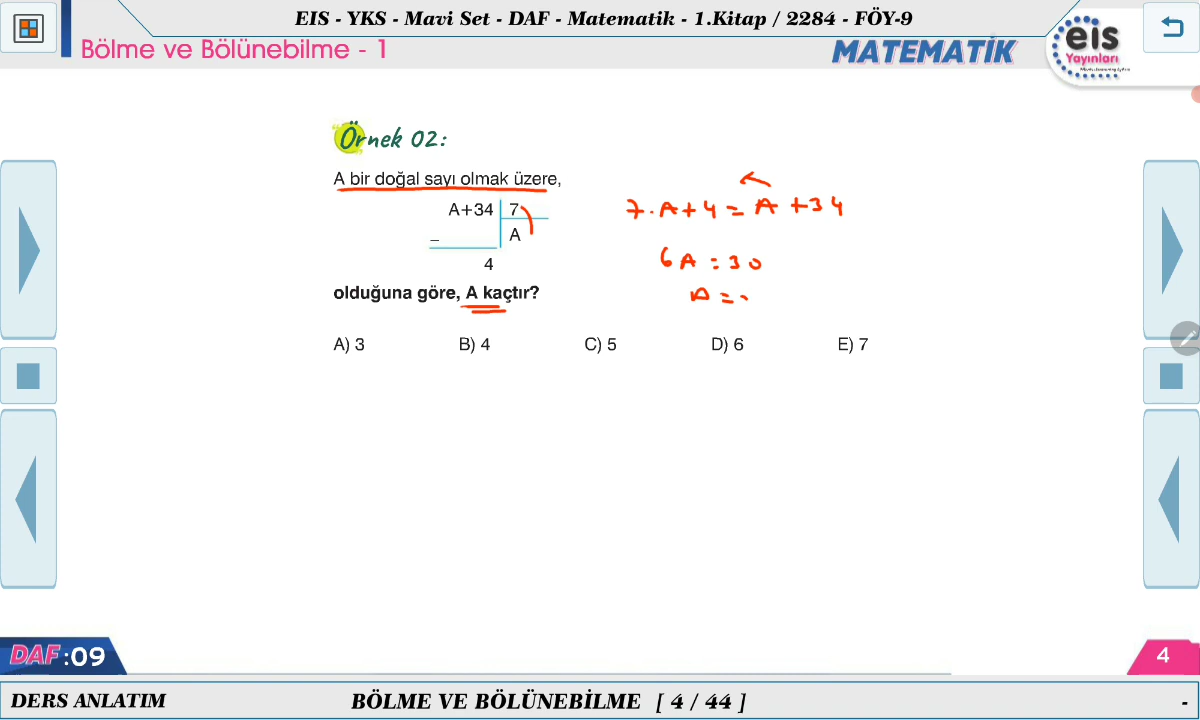 EIS - YKS - Mavi Set - DAF - Matematik - 1.Kitap / 2284 - FÖY-9
Bölme ve Bölünebilme - 1
MATEMATİK
eis
Yayınları
Örnek 02:
A bir doğal sayı olmak üzere,
A+34 7
- A
4
7.A+4=A+34
6A=30
A=
olduğuna göre, A kaçtır?
A) 3 B) 4 C) 5 D) 6 E) 7
DAF:09
4
DERS ANLATIM BÖLME VE BÖLÜNEBİLME [ 4 / 44 ] -